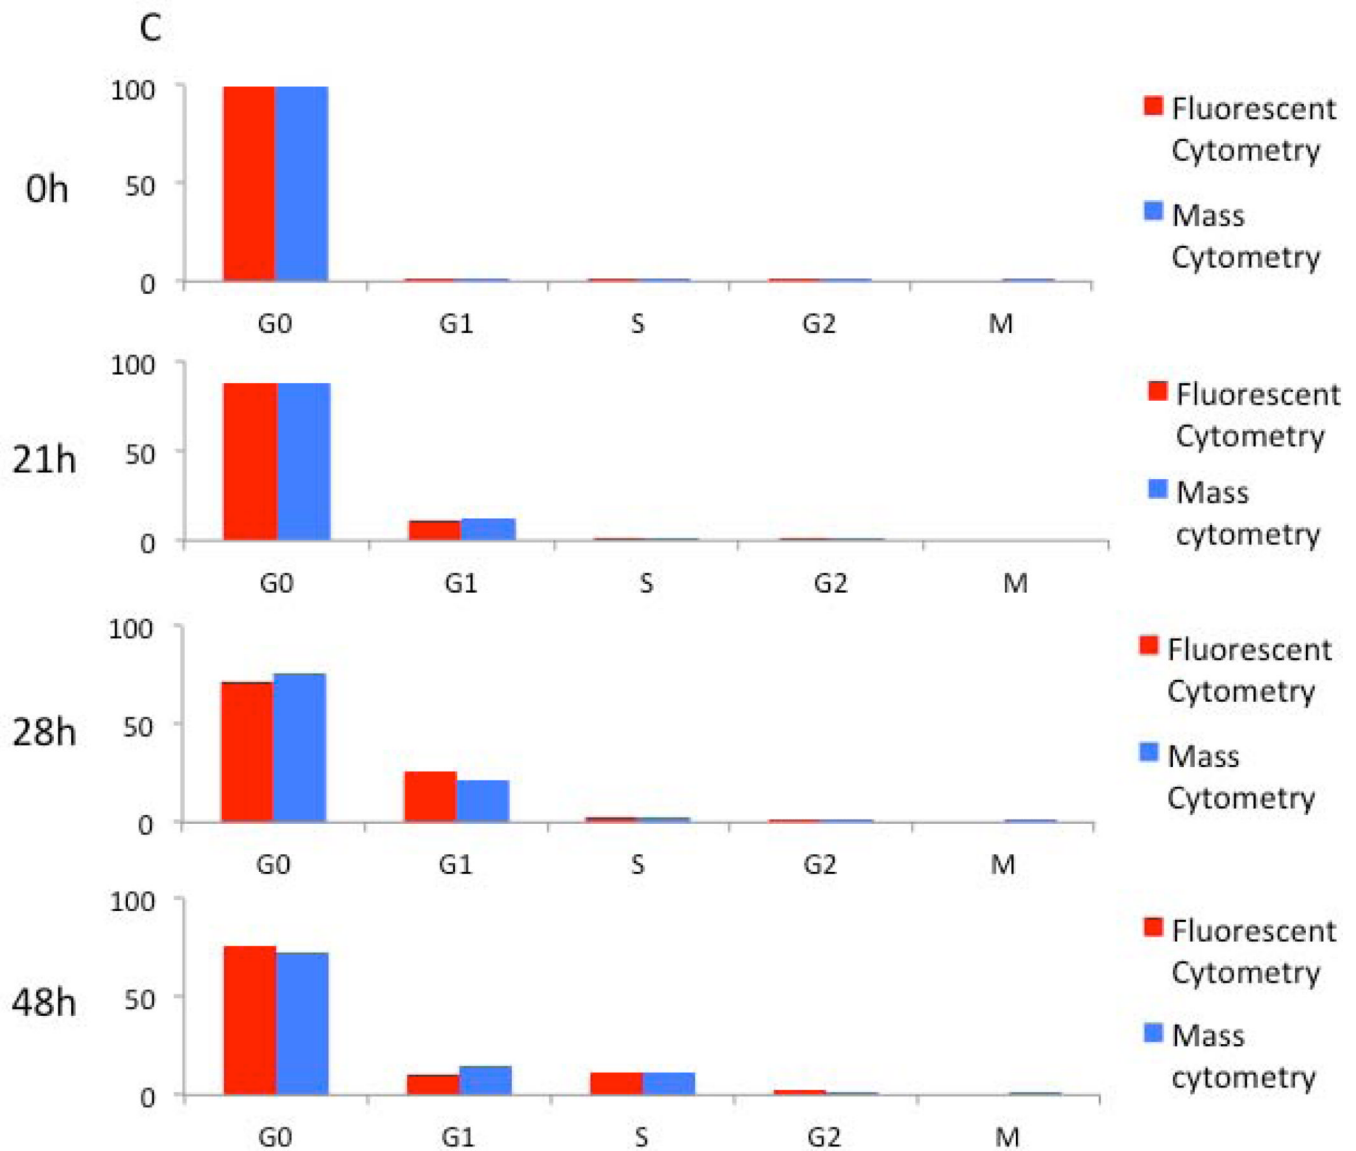 C
100
50
0
0h
G0 G1 S G2 M
Fluorescent
Cytometry
Mass
Cytometry
100
50
0
21h
G0 G1 S G2 M
Fluorescent
Cytometry
Mass
cytometry
100
50
0
28h
G0 G1 S G2 M
Fluorescent
Cytometry
Mass
Cytometry
100
50
0
48h
G0 G1 S G2 M
Fluorescent
Cytometry
Mass
cytometry